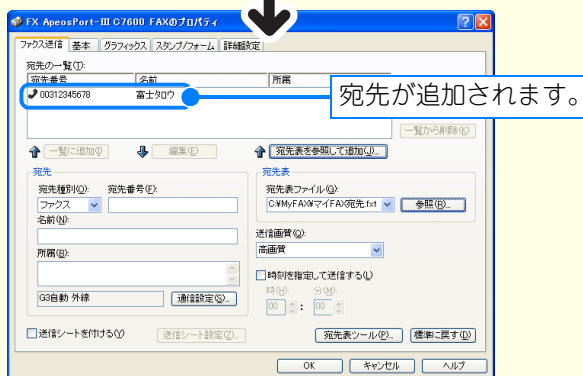 FX ApeosPort-III C7600 FAXのプロパティ
ファクス送信 基本 グラフィックス スタンプ/フォーム 詳細設定
宛先の一覧(T):
宛先番号 名前 所属
00312345678 富士タロウ
宛先が追加されます。
一覧から削除(X)
一覧に追加(I) 編集(E) 宛先表を参照して追加(J)...
宛先 宛先表
宛先種別(Q): 宛先番号(F): 宛先表ファイル(G):
ファクス C:¥MyFAX¥マイFAX宛先.fxt 参照(R)...
名前(N):
送信画質(Q):
所属(B): 高画質
時刻を指定して送信する(L)
時(H): 分(M):
G3自動 外線 通信設定(S)... 00 : 00
送信シートを付ける(Y) 送信シート設定(Z)... 宛先表ツール(P)... 標準に戻す(D)
OK キャンセル ヘルプ